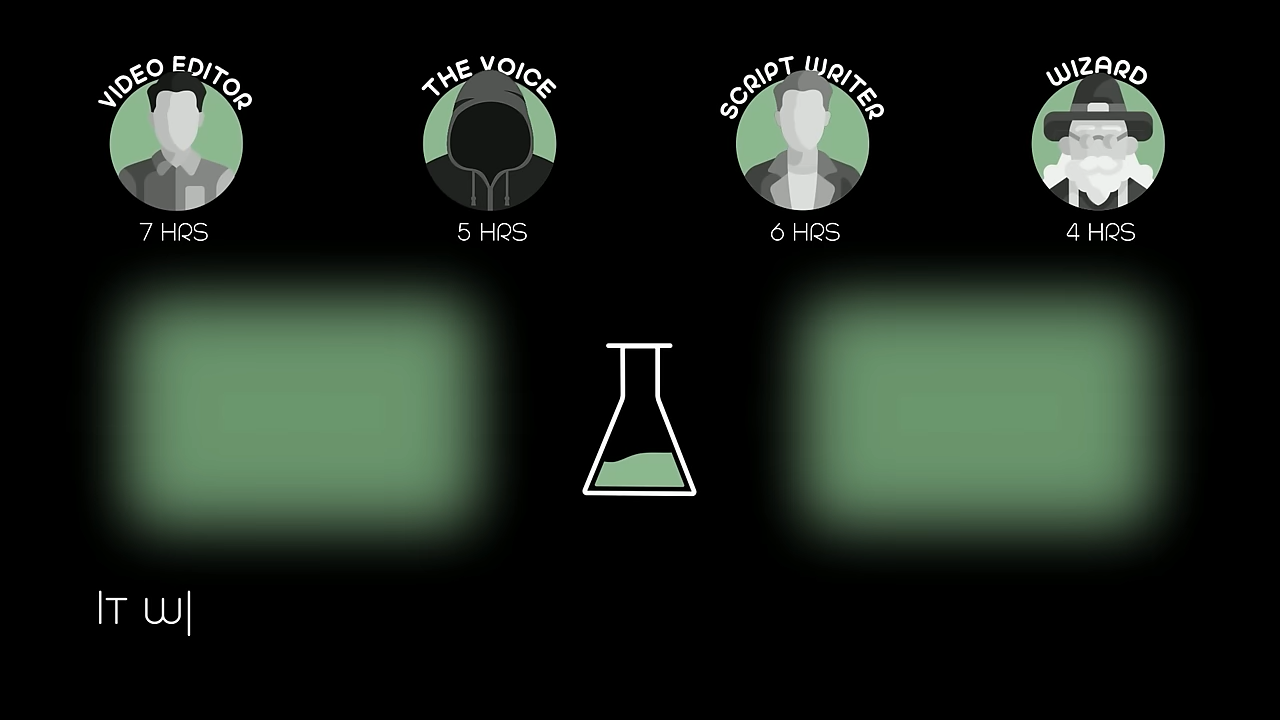 VIDEO EDITOR
THE VOICE
SCRIPT WRITER
WIZARD
7 HRS
5 HRS
6 HRS
4 HRS
IT W